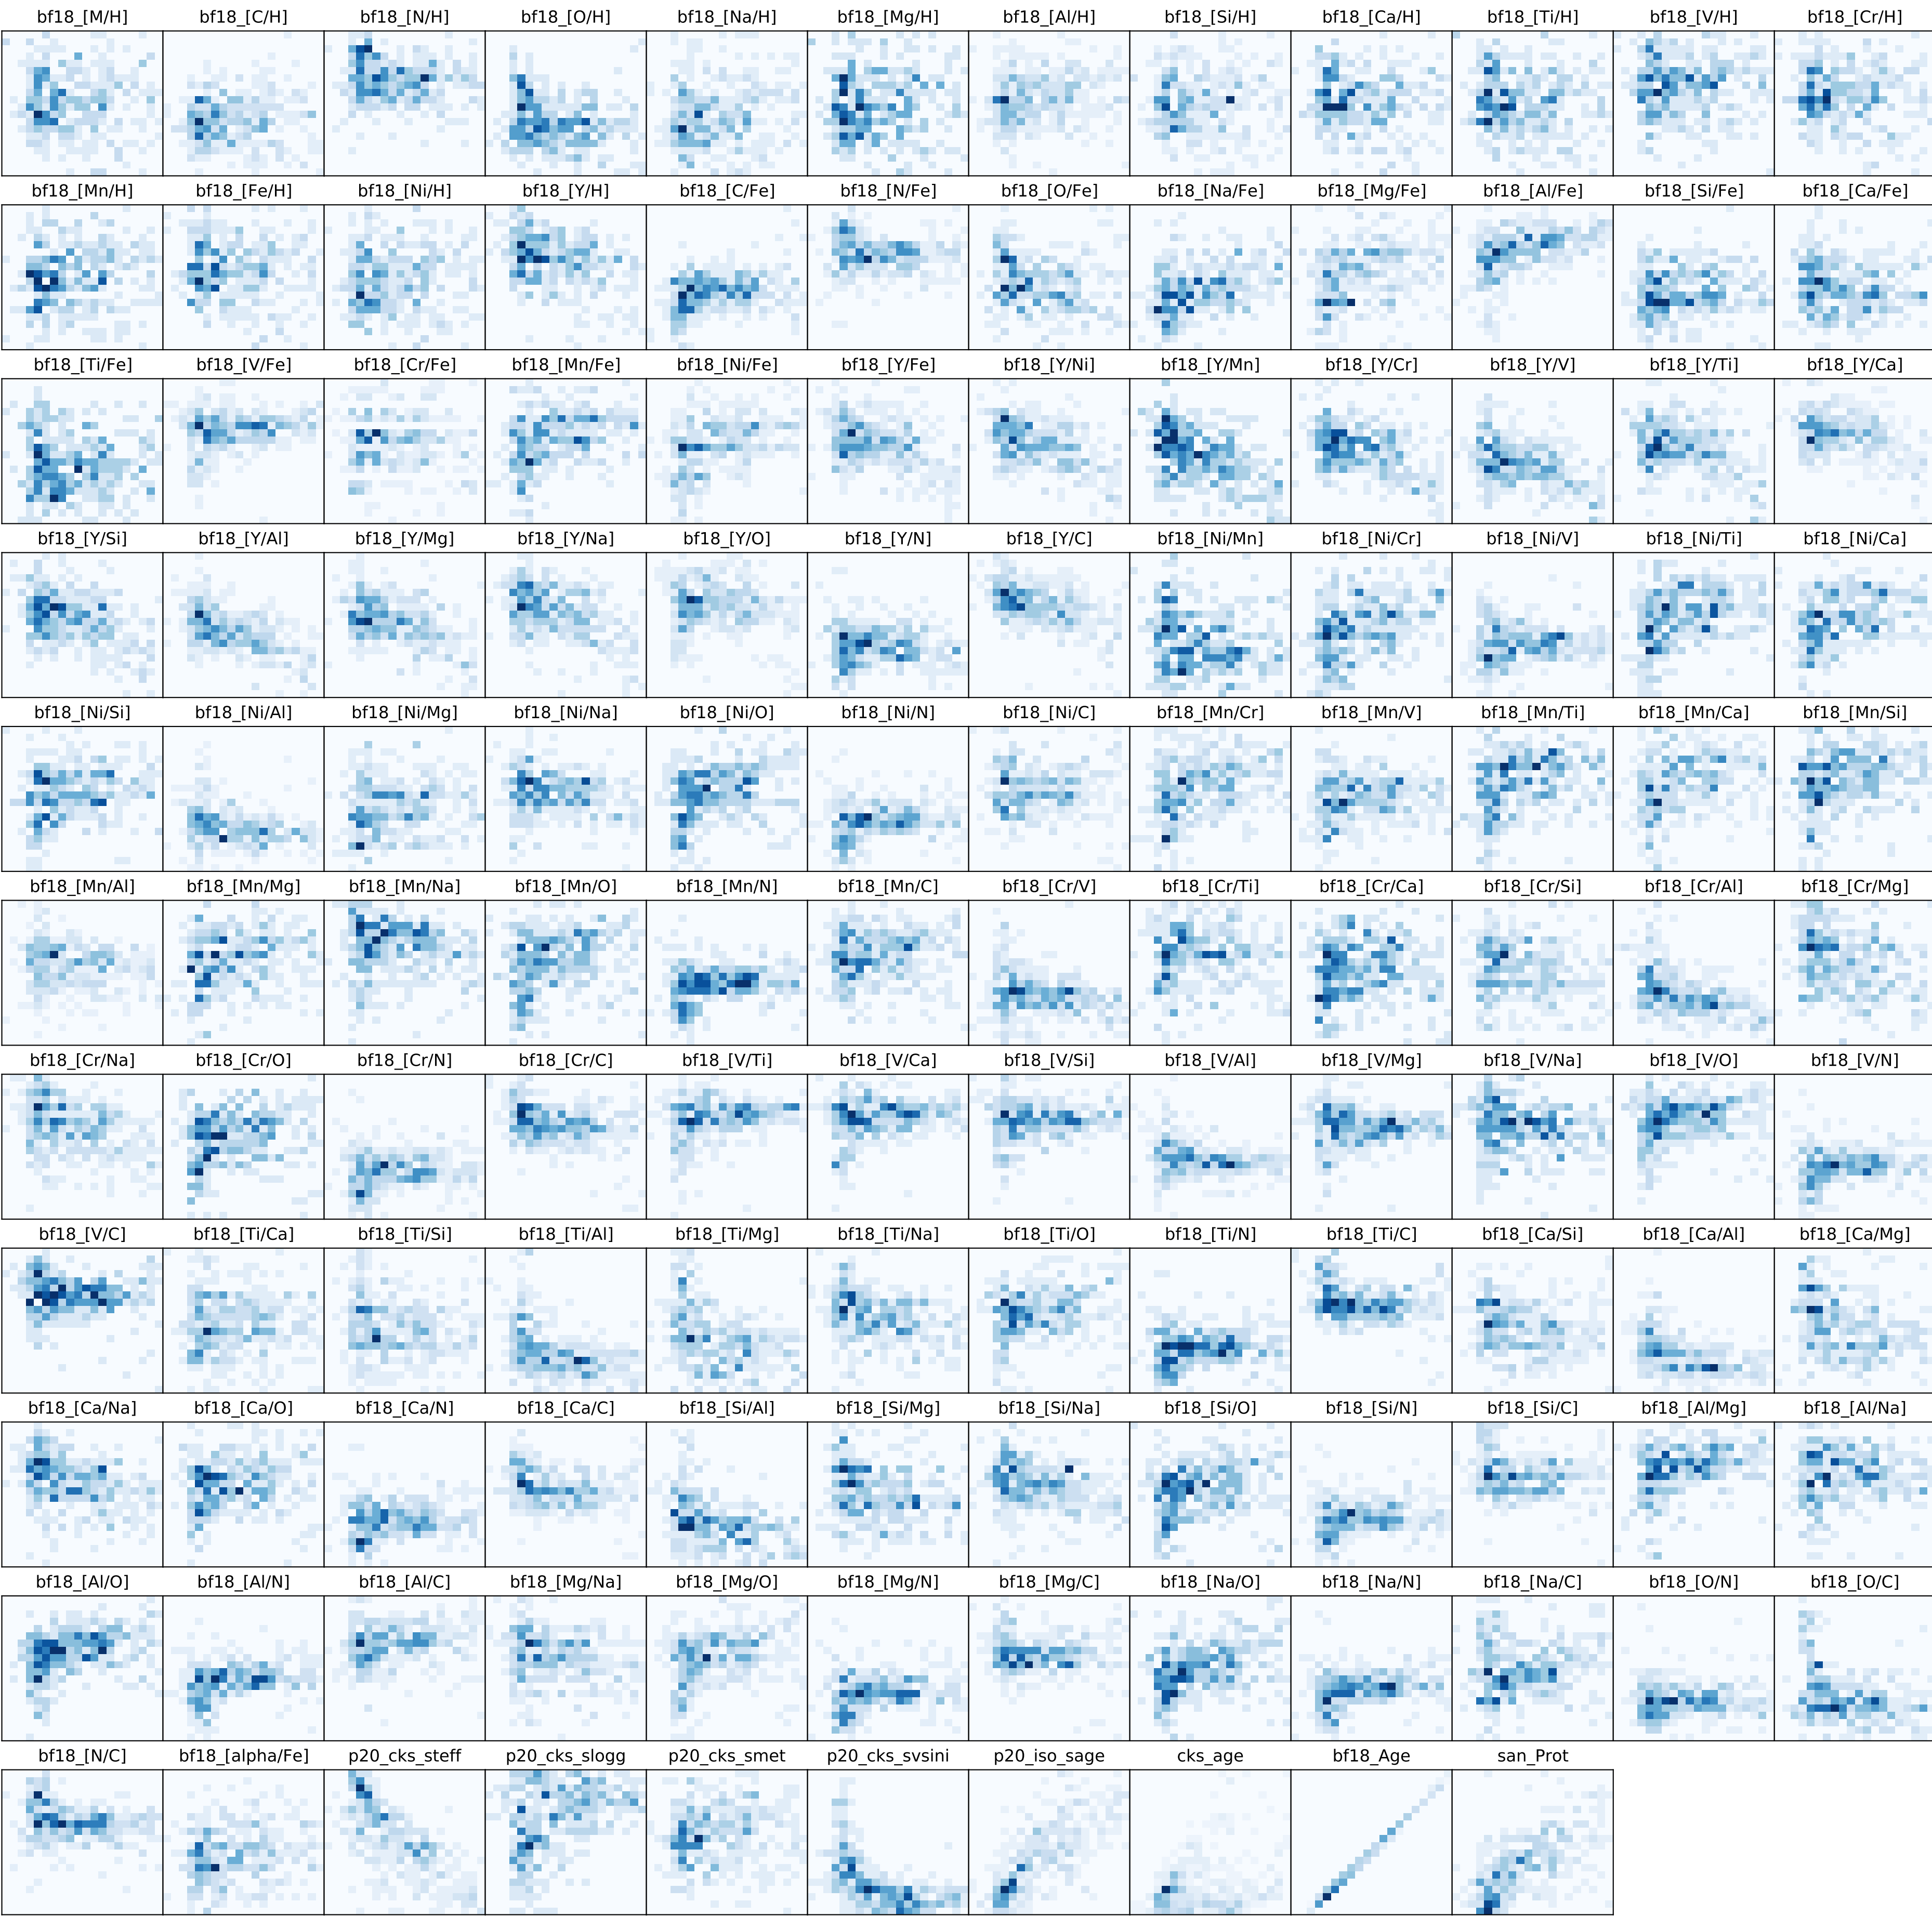 bf18_[M/H] bf18_[C/H] bf18_[N/H] bf18_[O/H] bf18_[Na/H] bf18_[Mg/H] bf18_[Al/H] bf18_[Si/H] bf18_[Ca/H] bf18_[Ti/H] bf18_[V/H] bf18_[Cr/H]
bf18_[Mn/H] bf18_[Fe/H] bf18_[Ni/H] bf18_[Y/H] bf18_[C/Fe] bf18_[N/Fe] bf18_[O/Fe] bf18_[Na/Fe] bf18_[Mg/Fe] bf18_[Al/Fe] bf18_[Si/Fe] bf18_[Ca/Fe]
bf18_[Ti/Fe] bf18_[V/Fe] bf18_[Cr/Fe] bf18_[Mn/Fe] bf18_[Ni/Fe] bf18_[Y/Fe] bf18_[Y/Ni] bf18_[Y/Mn] bf18_[Y/Cr] bf18_[Y/V] bf18_[Y/Ti] bf18_[Y/Ca]
bf18_[Y/Si] bf18_[Y/Al] bf18_[Y/Mg] bf18_[Y/Na] bf18_[Y/O] bf18_[Y/N] bf18_[Y/C] bf18_[Ni/Mn] bf18_[Ni/Cr] bf18_[Ni/V] bf18_[Ni/Ti] bf18_[Ni/Ca]
bf18_[Ni/Si] bf18_[Ni/Al] bf18_[Ni/Mg] bf18_[Ni/Na] bf18_[Ni/O] bf18_[Ni/N] bf18_[Ni/C] bf18_[Mn/Cr] bf18_[Mn/V] bf18_[Mn/Ti] bf18_[Mn/Ca] bf18_[Mn/Si]
bf18_[Mn/Al] bf18_[Mn/Mg] bf18_[Mn/Na] bf18_[Mn/O] bf18_[Mn/N] bf18_[Mn/C] bf18_[Cr/V] bf18_[Cr/Ti] bf18_[Cr/Ca] bf18_[Cr/Si] bf18_[Cr/Al] bf18_[Cr/Mg]
bf18_[Cr/Na] bf18_[Cr/O] bf18_[Cr/N] bf18_[Cr/C] bf18_[V/Ti] bf18_[V/Ca] bf18_[V/Si] bf18_[V/Al] bf18_[V/Mg] bf18_[V/Na] bf18_[V/O] bf18_[V/N]
bf18_[V/C] bf18_[Ti/Ca] bf18_[Ti/Si] bf18_[Ti/Al] bf18_[Ti/Mg] bf18_[Ti/Na] bf18_[Ti/O] bf18_[Ti/N] bf18_[Ti/C] bf18_[Ca/Si] bf18_[Ca/Al] bf18_[Ca/Mg]
bf18_[Ca/Na] bf18_[Ca/O] bf18_[Ca/N] bf18_[Ca/C] bf18_[Si/Al] bf18_[Si/Mg] bf18_[Si/Na] bf18_[Si/O] bf18_[Si/N] bf18_[Si/C] bf18_[Al/Mg] bf18_[Al/Na]
bf18_[Al/O] bf18_[Al/N] bf18_[Al/C] bf18_[Mg/Na] bf18_[Mg/O] bf18_[Mg/N] bf18_[Mg/C] bf18_[Na/O] bf18_[Na/N] bf18_[Na/C] bf18_[O/N] bf18_[O/C]
bf18_[N/C] bf18_[alpha/Fe] p20_cks_steff p20_cks_slogg p20_cks_smet p20_cks_svsini p20_iso_sage cks_age bf18_Age san_Prot